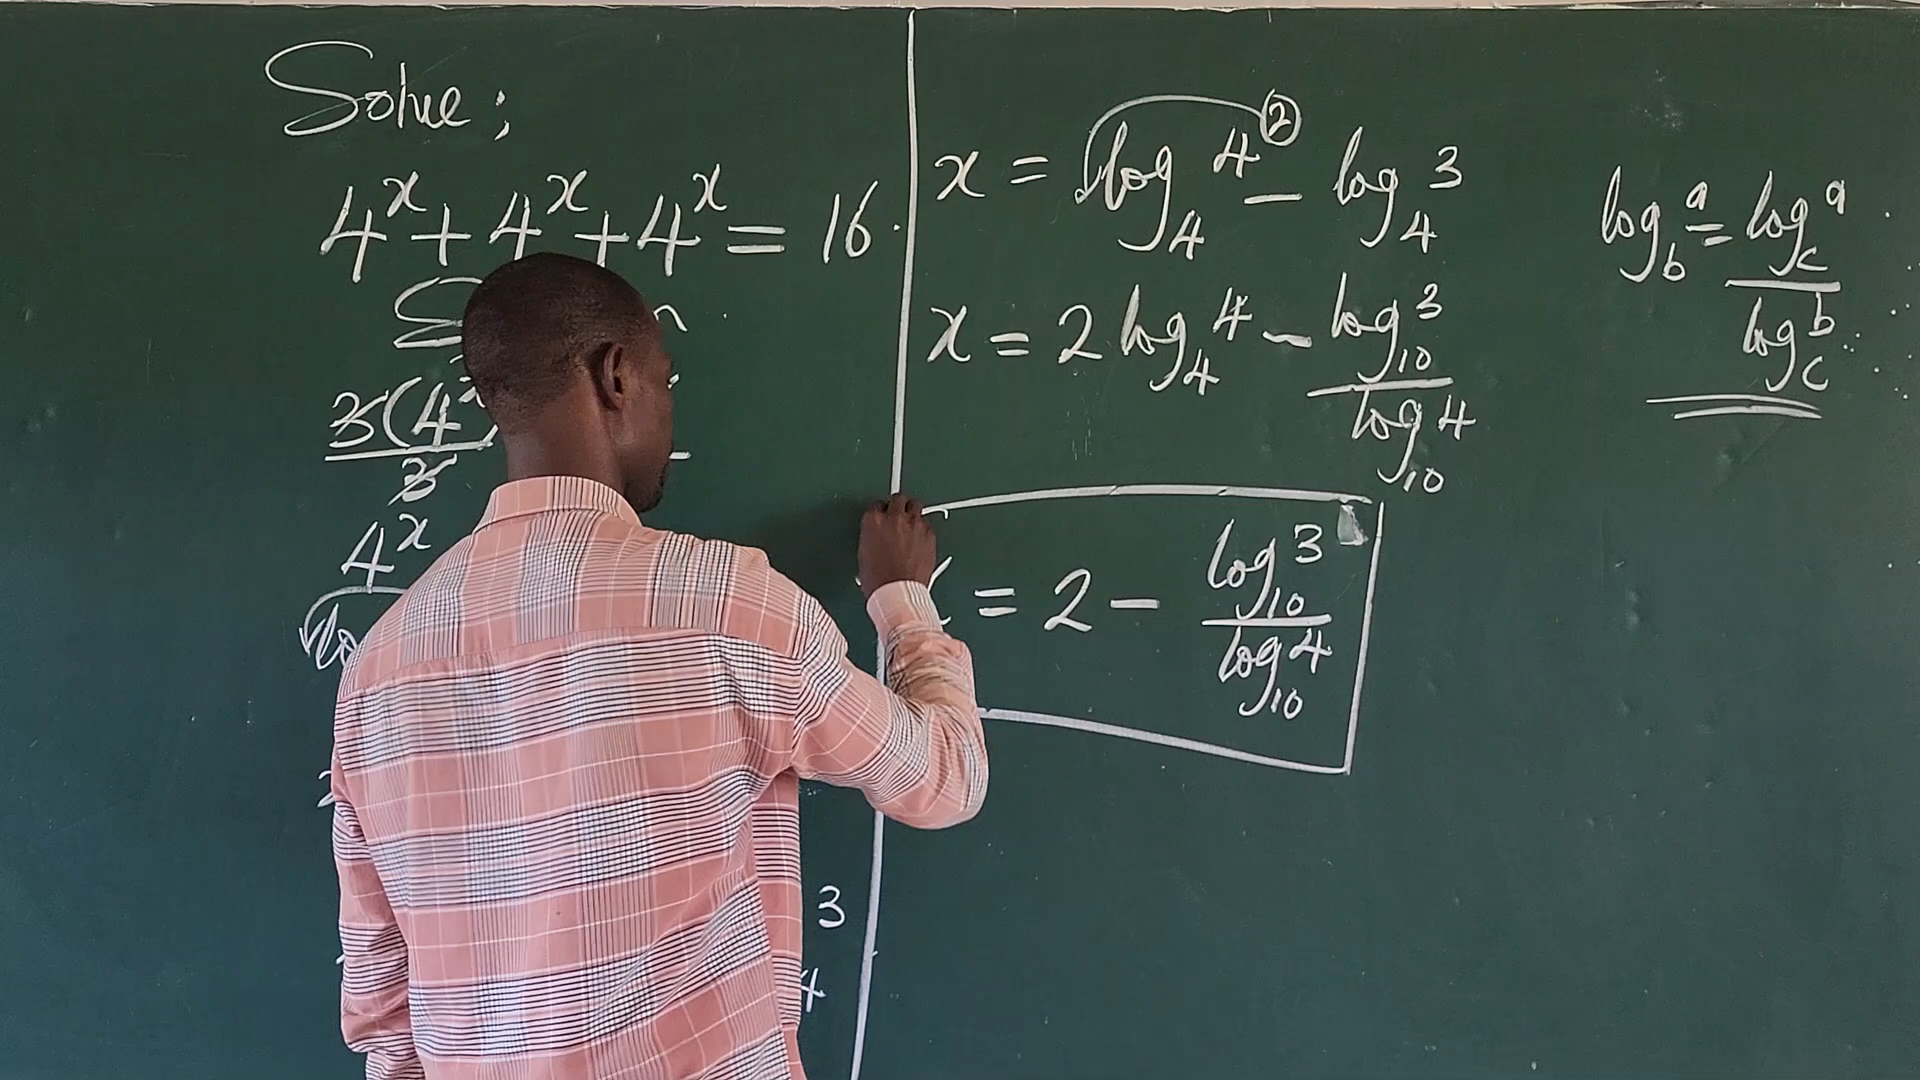 Solve;
4^x + 4^x + 4^x = 16.
3(4^x
3
4^x
3
4
x = log_4 4^2 - log_4 3
x = 2 log_4 4 - log_10 3 / log_10 4
x = 2 - log_10 3 / log_10 4
log_b a = log_c a / log_c b